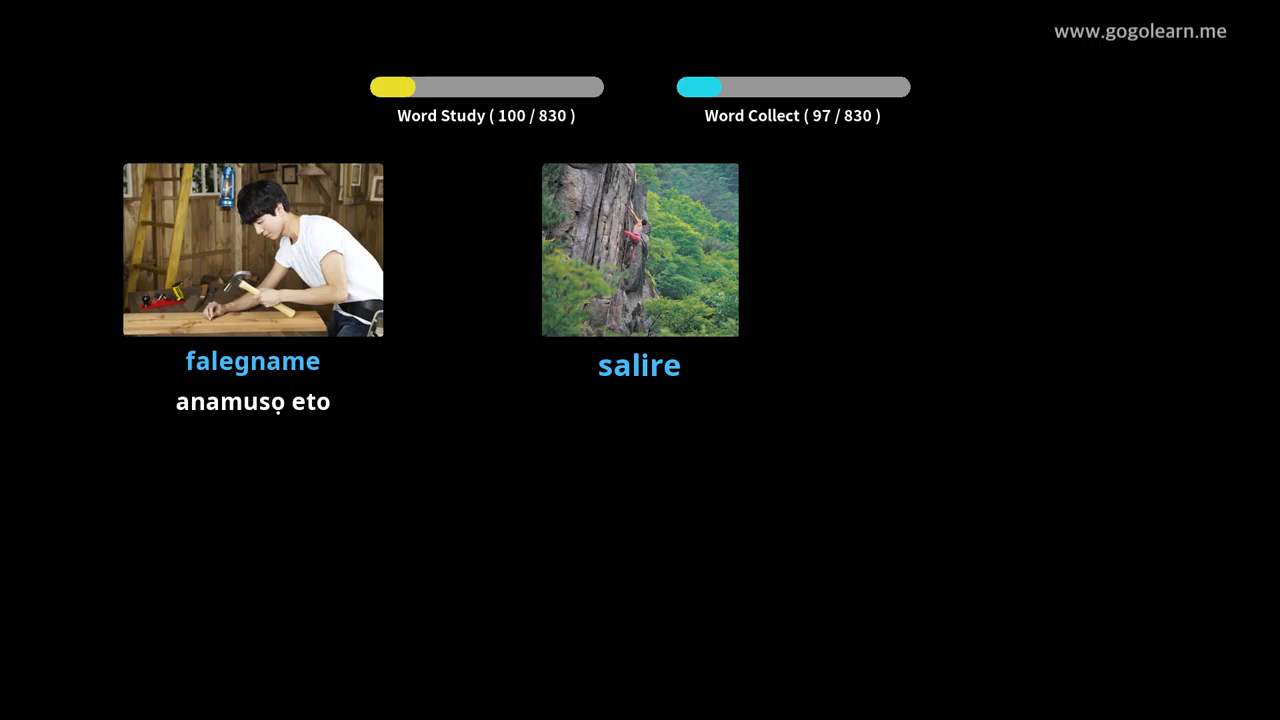 www.gogolearn.me
Word Study ( 100 / 830 )
Word Collect ( 97 / 830 )
falegname
salire
anamusọ eto